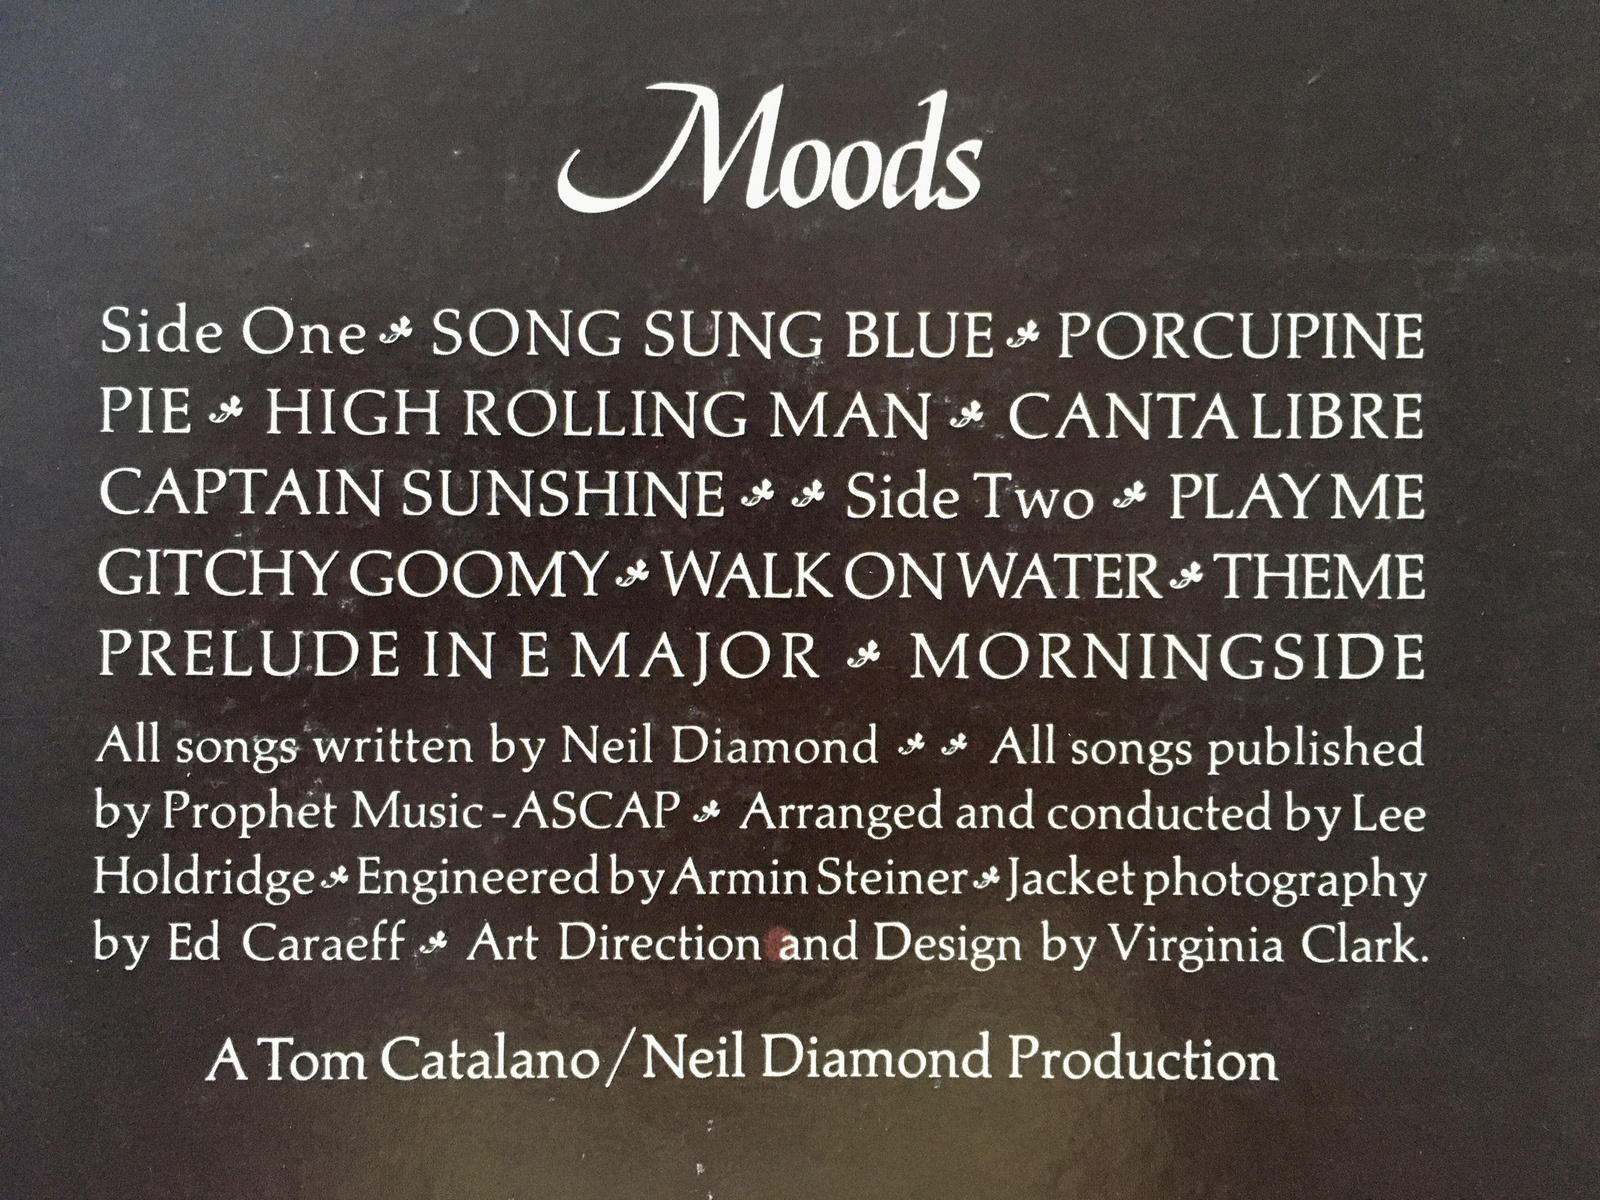 Moods
Side One ❧ SONG SUNG BLUE ❧ PORCUPINE
PIE ❧ HIGH ROLLING MAN ❧ CANTA LIBRE
CAPTAIN SUNSHINE ❧ ❧ Side Two ❧ PLAY ME
GITCHY GOOMY ❧ WALK ON WATER ❧ THEME
PRELUDE IN E MAJOR ❧ MORNINGSIDE
All songs written by Neil Diamond ❧ ❧ All songs published
by Prophet Music-ASCAP ❧ Arranged and conducted by Lee
Holdridge ❧ Engineered by Armin Steiner ❧ Jacket photography
by Ed Caraeff ❧ Art Direction and Design by Virginia Clark.
A Tom Catalano/Neil Diamond Production